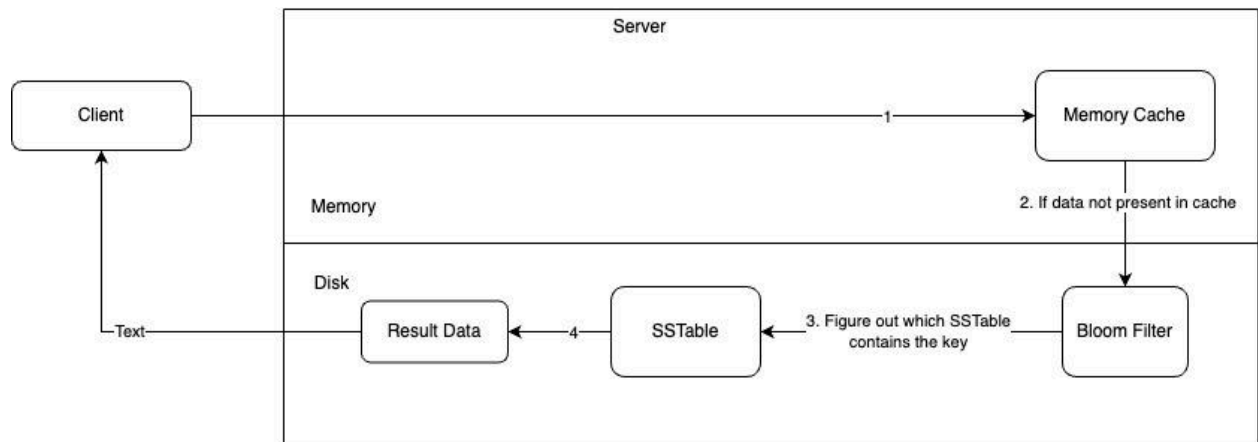 Server
Client
1
Memory Cache
Memory
2. If data not present in cache
Disk
Text
Result Data
4
SSTable
3. Figure out which SSTable
contains the key
Bloom Filter